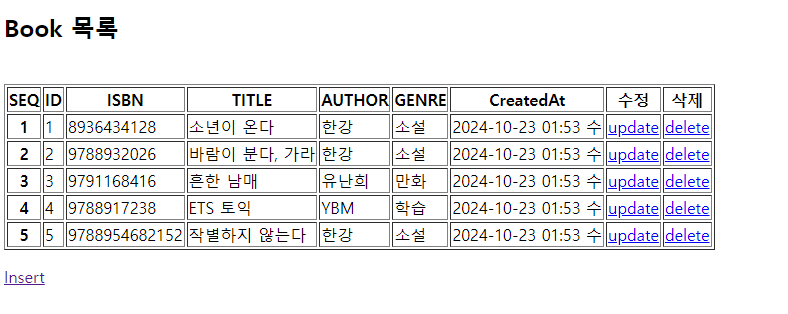 Book 목록
SEQ ID ISBN TITLE AUTHOR GENRE CreatedAt 수정 삭제
1 1 8936434128 소년이 온다 한강 소설 2024-10-23 01:53 수 update delete
2 2 9788932026 바람이 분다, 가라 한강 소설 2024-10-23 01:53 수 update delete
3 3 9791168416 흔한 남매 유난희 만화 2024-10-23 01:53 수 update delete
4 4 9788917238 ETS 토익 YBM 학습 2024-10-23 01:53 수 update delete
5 5 9788954682152 작별하지 않는다 한강 소설 2024-10-23 01:53 수 update delete
Insert